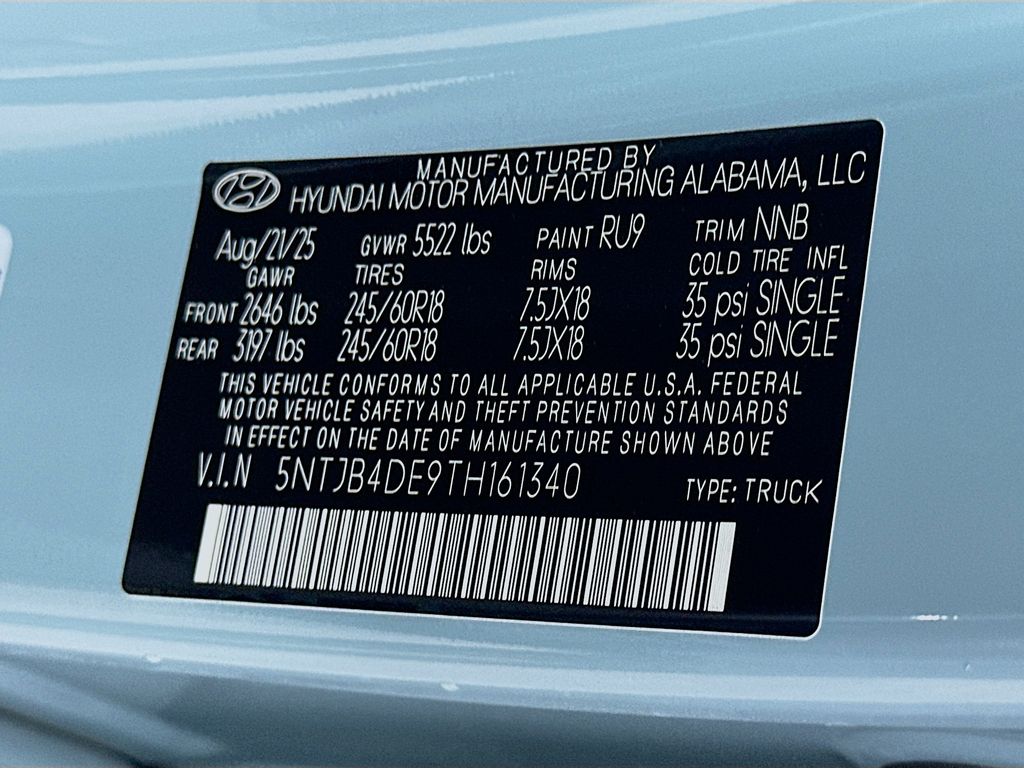 MANUFACTURED BY
HYUNDAI MOTOR MANUFACTURING ALABAMA, LLC
Aug/21/25 GVWR 5522 lbs PAINT RU9 TRIM NNB
GAWR TIRES RIMS COLD TIRE INFL
FRONT 2646 lbs 245/60R18 7.5JX18 35 psi SINGLE
REAR 3197 lbs 245/60R18 7.5JX18 35 psi SINGLE
THIS VEHICLE CONFORMS TO ALL APPLICABLE U.S.A. FEDERAL
MOTOR VEHICLE SAFETY AND THEFT PREVENTION STANDARDS
IN EFFECT ON THE DATE OF MANUFACTURE SHOWN ABOVE
V.I.N 5NTJB4DE9TH161340 TYPE: TRUCK